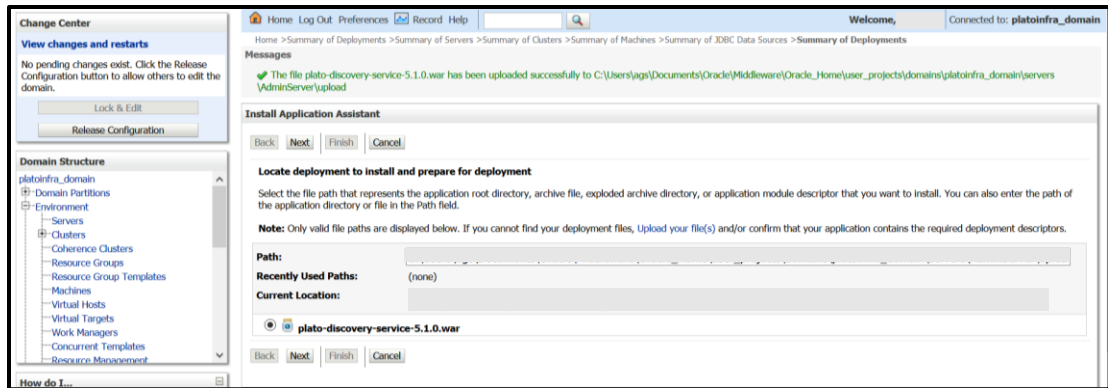 Change Center
View changes and restarts
No pending changes exist. Click the Release
Configuration button to allow others to edit the
domain.
Lock & Edit
Release Configuration
Domain Structure
platoinfra_domain
Domain Partitions
Environment
Servers
Clusters
Coherence Clusters
Resource Groups
Resource Group Templates
Machines
Virtual Hosts
Virtual Targets
Work Managers
Concurrent Templates
Resource Management
How do I...
Home Log Out Preferences Record Help
Welcome,
Connected to: platoinfra_domain
Home >Summary of Deployments >Summary of Servers >Summary of Clusters >Summary of Machines >Summary of JDBC Data Sources >Summary of Deployments
Messages
The file plato-discovery-service-5.1.0.war has been uploaded successfully to C:\Users\ags\Documents\Oracle\Middleware\Oracle_Home\user_projects\domains\platoinfra_domain\servers
\AdminServer\upload
Install Application Assistant
Back Next Finish Cancel
Locate deployment to install and prepare for deployment
Select the file path that represents the application root directory, archive file, exploded archive directory, or application module descriptor that you want to install. You can also enter the path of
the application directory or file in the Path field.
Note: Only valid file paths are displayed below. If you cannot find your deployment files, Upload your file(s) and/or confirm that your application contains the required deployment descriptors.
Path:
Recently Used Paths: (none)
Current Location:
plato-discovery-service-5.1.0.war
Back Next Finish Cancel